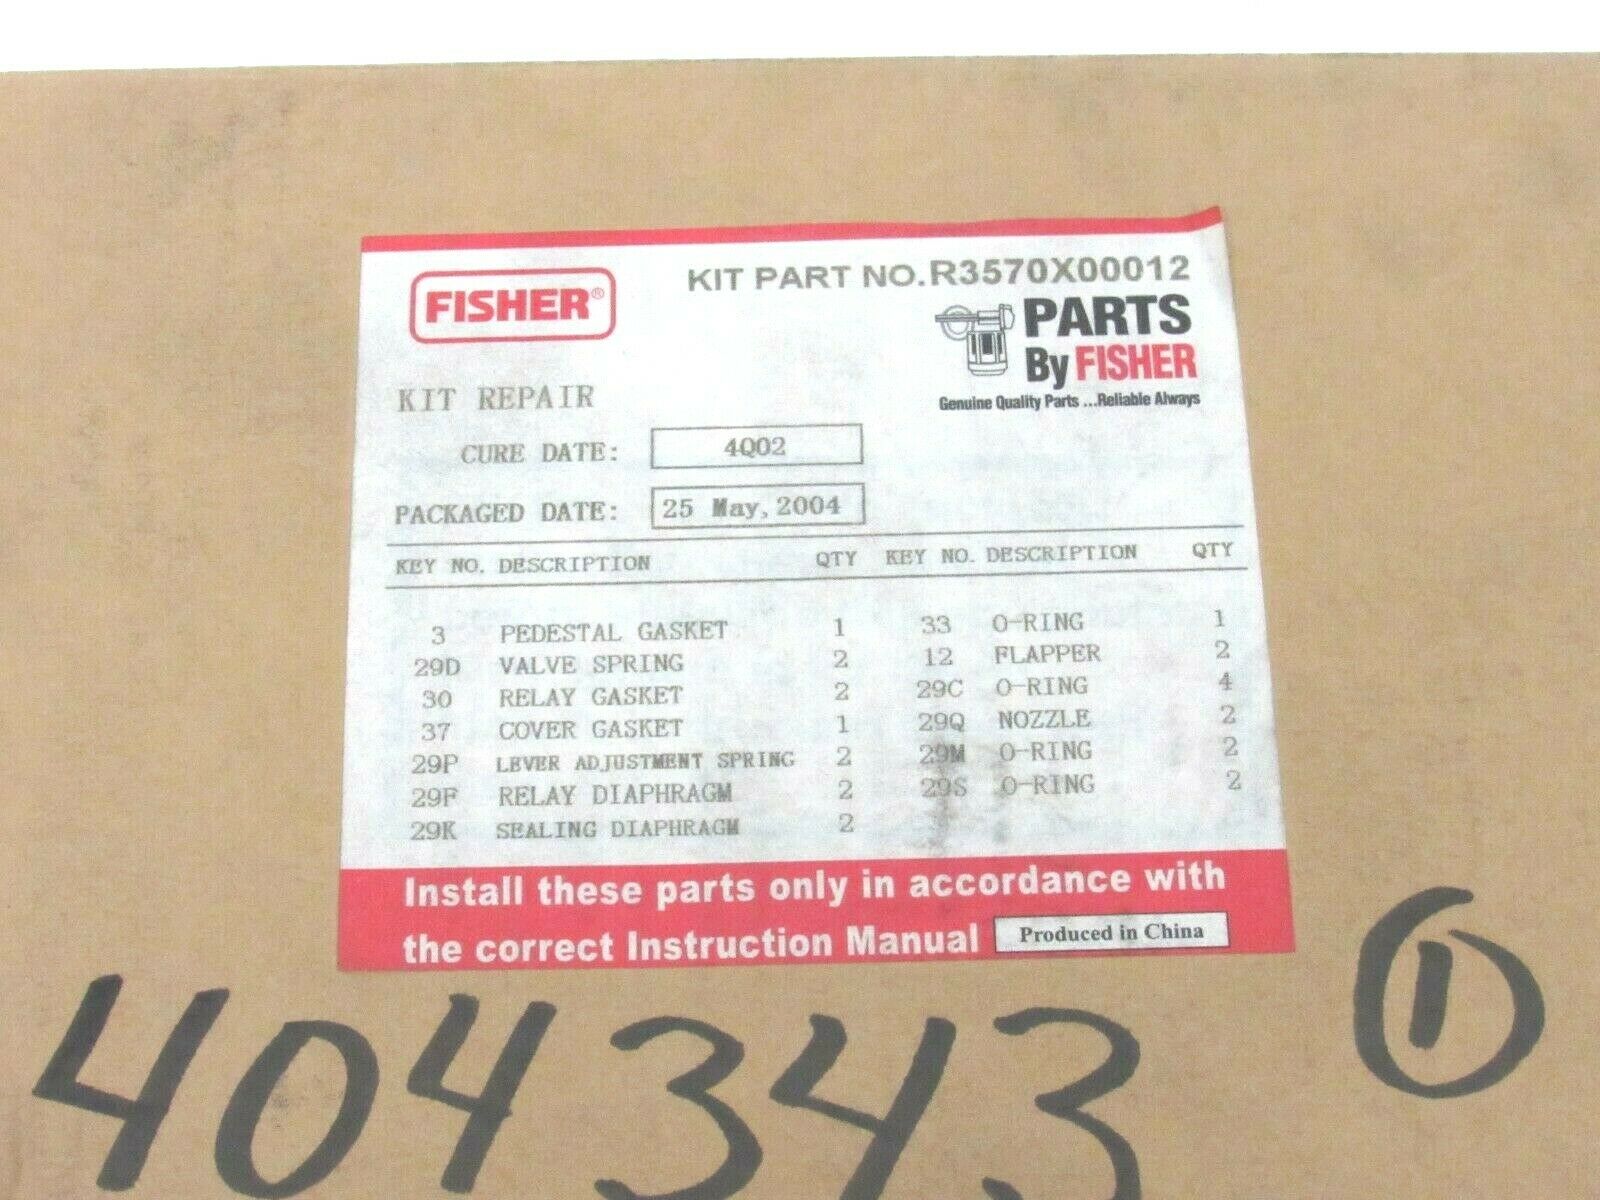 FISHER®
KIT PART NO.R3570X00012
PARTS
By FISHER
Genuine Quality Parts ...Reliable Always
KIT REPAIR
CURE DATE: 4Q02
PACKAGED DATE: 25 May, 2004
KEY NO. DESCRIPTION QTY KEY NO. DESCRIPTION QTY
3 PEDESTAL GASKET 1 33 O-RING 1
29D VALVE SPRING 2 12 FLAPPER 2
30 RELAY GASKET 2 29C O-RING 4
37 COVER GASKET 1 29Q NOZZLE 2
29P LEVER ADJUSTMENT SPRING 2 29M O-RING 2
29F RELAY DIAPHRAGM 2 29S O-RING 2
29K SEALING DIAPHRAGM 2
Install these parts only in accordance with
the correct Instruction Manual Produced in China
404343 1